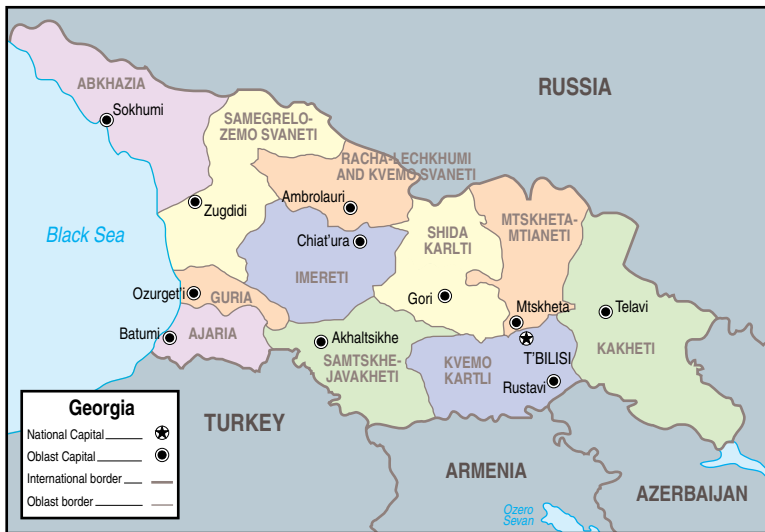 ABKHAZIA
Sokhumi
RUSSIA
SAMEGRELO-
ZEMO SVANETI
RACHA-LECHKHUMI
AND KVEMO SVANETI
Ambrolauri
Zugdidi
MTSKHETA-
MTIANETI
SHIDA
KARLTI
Black Sea
Chiat'ura
IMERETI
Ozurget'i
GURIA
Gori
Mtskheta
Telavi
Batumi
AJARIA
Akhaltsikhe
SAMTSKHE-
JAVAKHETI
KVEMO
KARTLI
T'BILISI
KAKHETI
Rustavi
Georgia
National Capital
Oblast Capital
International border
Oblast border
TURKEY
ARMENIA
AZERBAIJAN
Ozero
Sevan